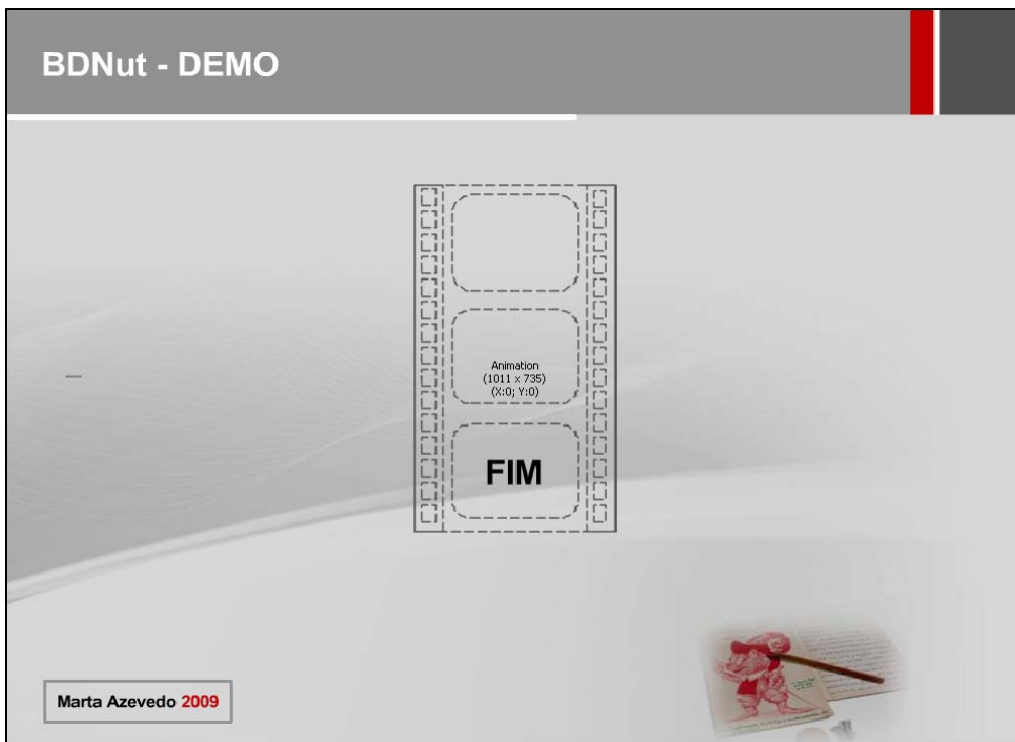 BDNut - DEMO
Animation
(1011 x 735)
(X:0; Y:0)
FIM
Marta Azevedo 2009